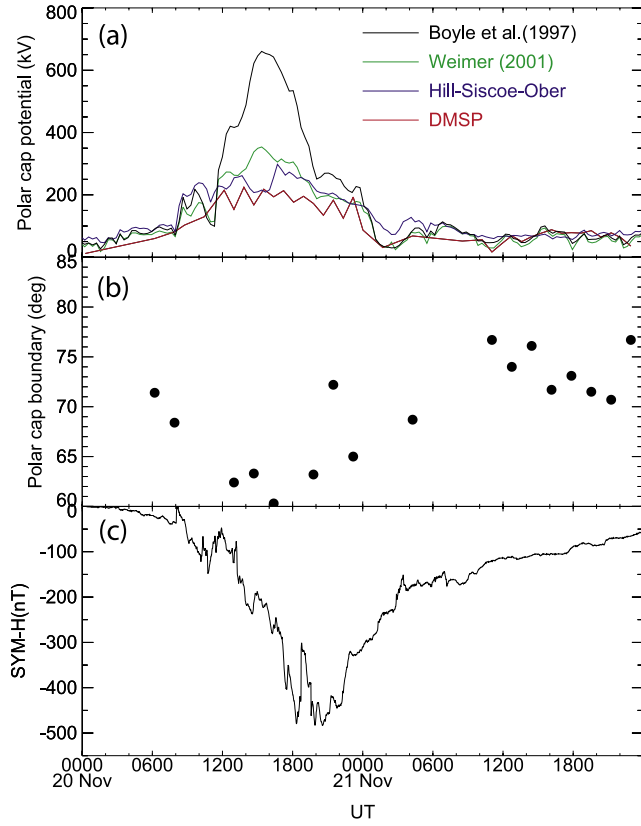 800
(a)
Boyle et al.(1997)
600
Weimer (2001)
Hill-Siscoe-Ober
400
DMSP
200
0
Polar cap potential (kV)
85
(b)
80
75
70
65
60
Polar cap boundary (deg)
0
(c)
-100
-200
-300
-400
-500
SYM-H(nT)
0000 0600 1200 1800 0000 0600 1200 1800
20 Nov 21 Nov
UT